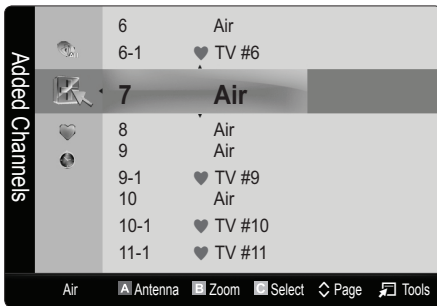 Added Channels
6 Air
6-1 ♥ TV #6
7 Air
8 Air
9 Air
9-1 ♥ TV #9
10 Air
10-1 ♥ TV #10
11-1 ♥ TV #11
Air A Antenna B Zoom C Select Page Tools